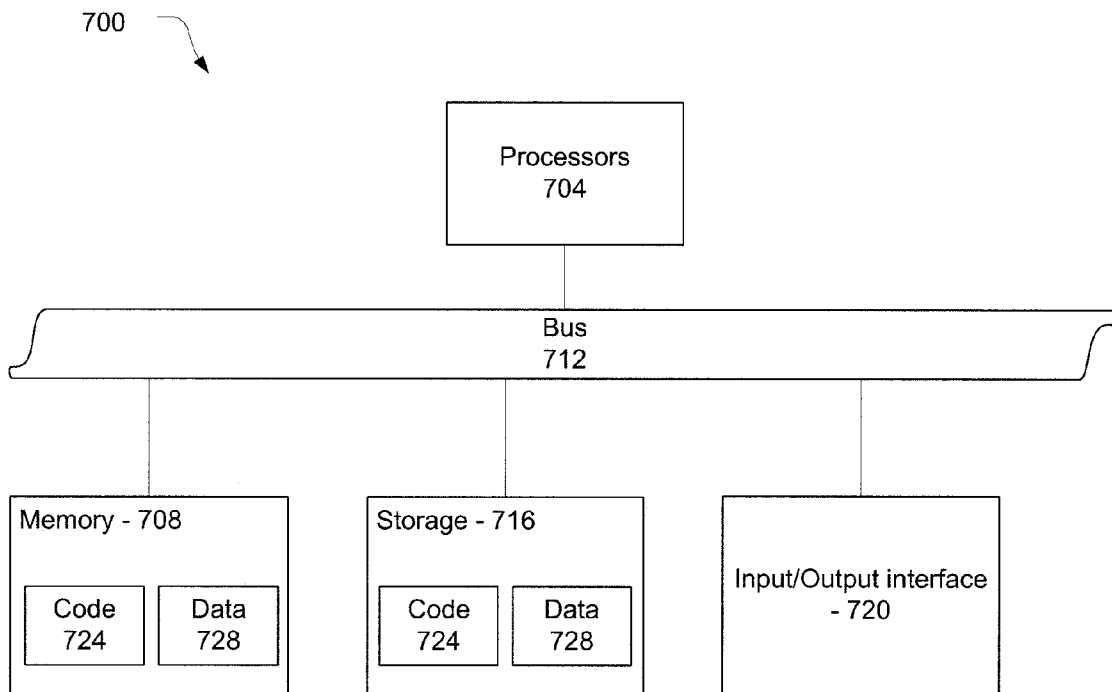 700
Processors
704
Bus
712
Memory - 708
Code
724
Data
728
Storage - 716
Code
724
Data
728
Input/Output interface
- 720